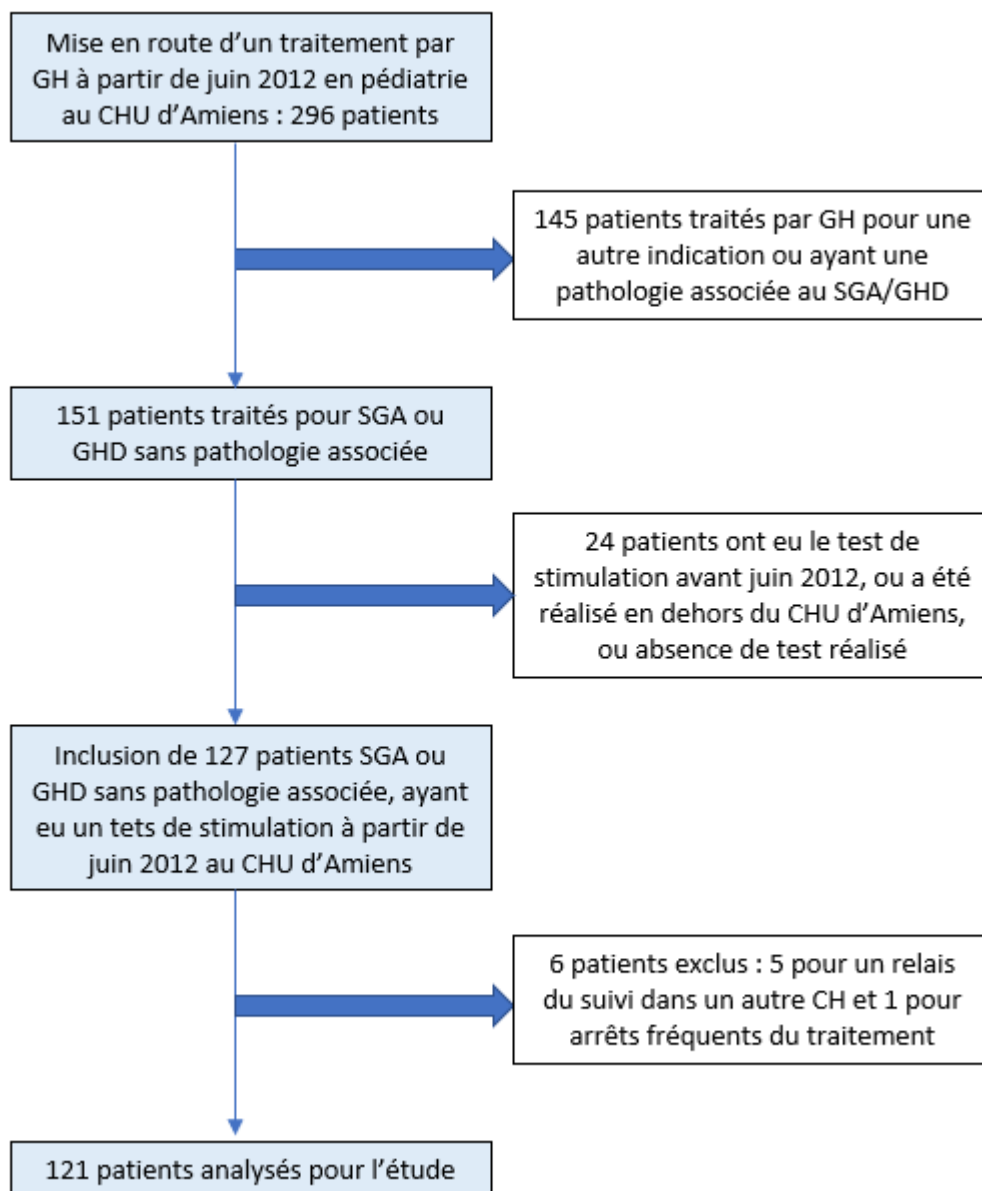 Mise en route d'un traitement par
GH à partir de juin 2012 en pédiatrie
au CHU d'Amiens : 296 patients
145 patients traités par GH pour une
autre indication ou ayant une
pathologie associée au SGA/GHD
151 patients traités pour SGA ou
GHD sans pathologie associée
24 patients ont eu le test de
stimulation avant juin 2012, ou a été
réalisé en dehors du CHU d'Amiens,
ou absence de test réalisé
Inclusion de 127 patients SGA ou
GHD sans pathologie associée, ayant
eu un tets de stimulation à partir de
juin 2012 au CHU d'Amiens
6 patients exclus : 5 pour un relais
du suivi dans un autre CH et 1 pour
arrêts fréquents du traitement
121 patients analysés pour l'étude